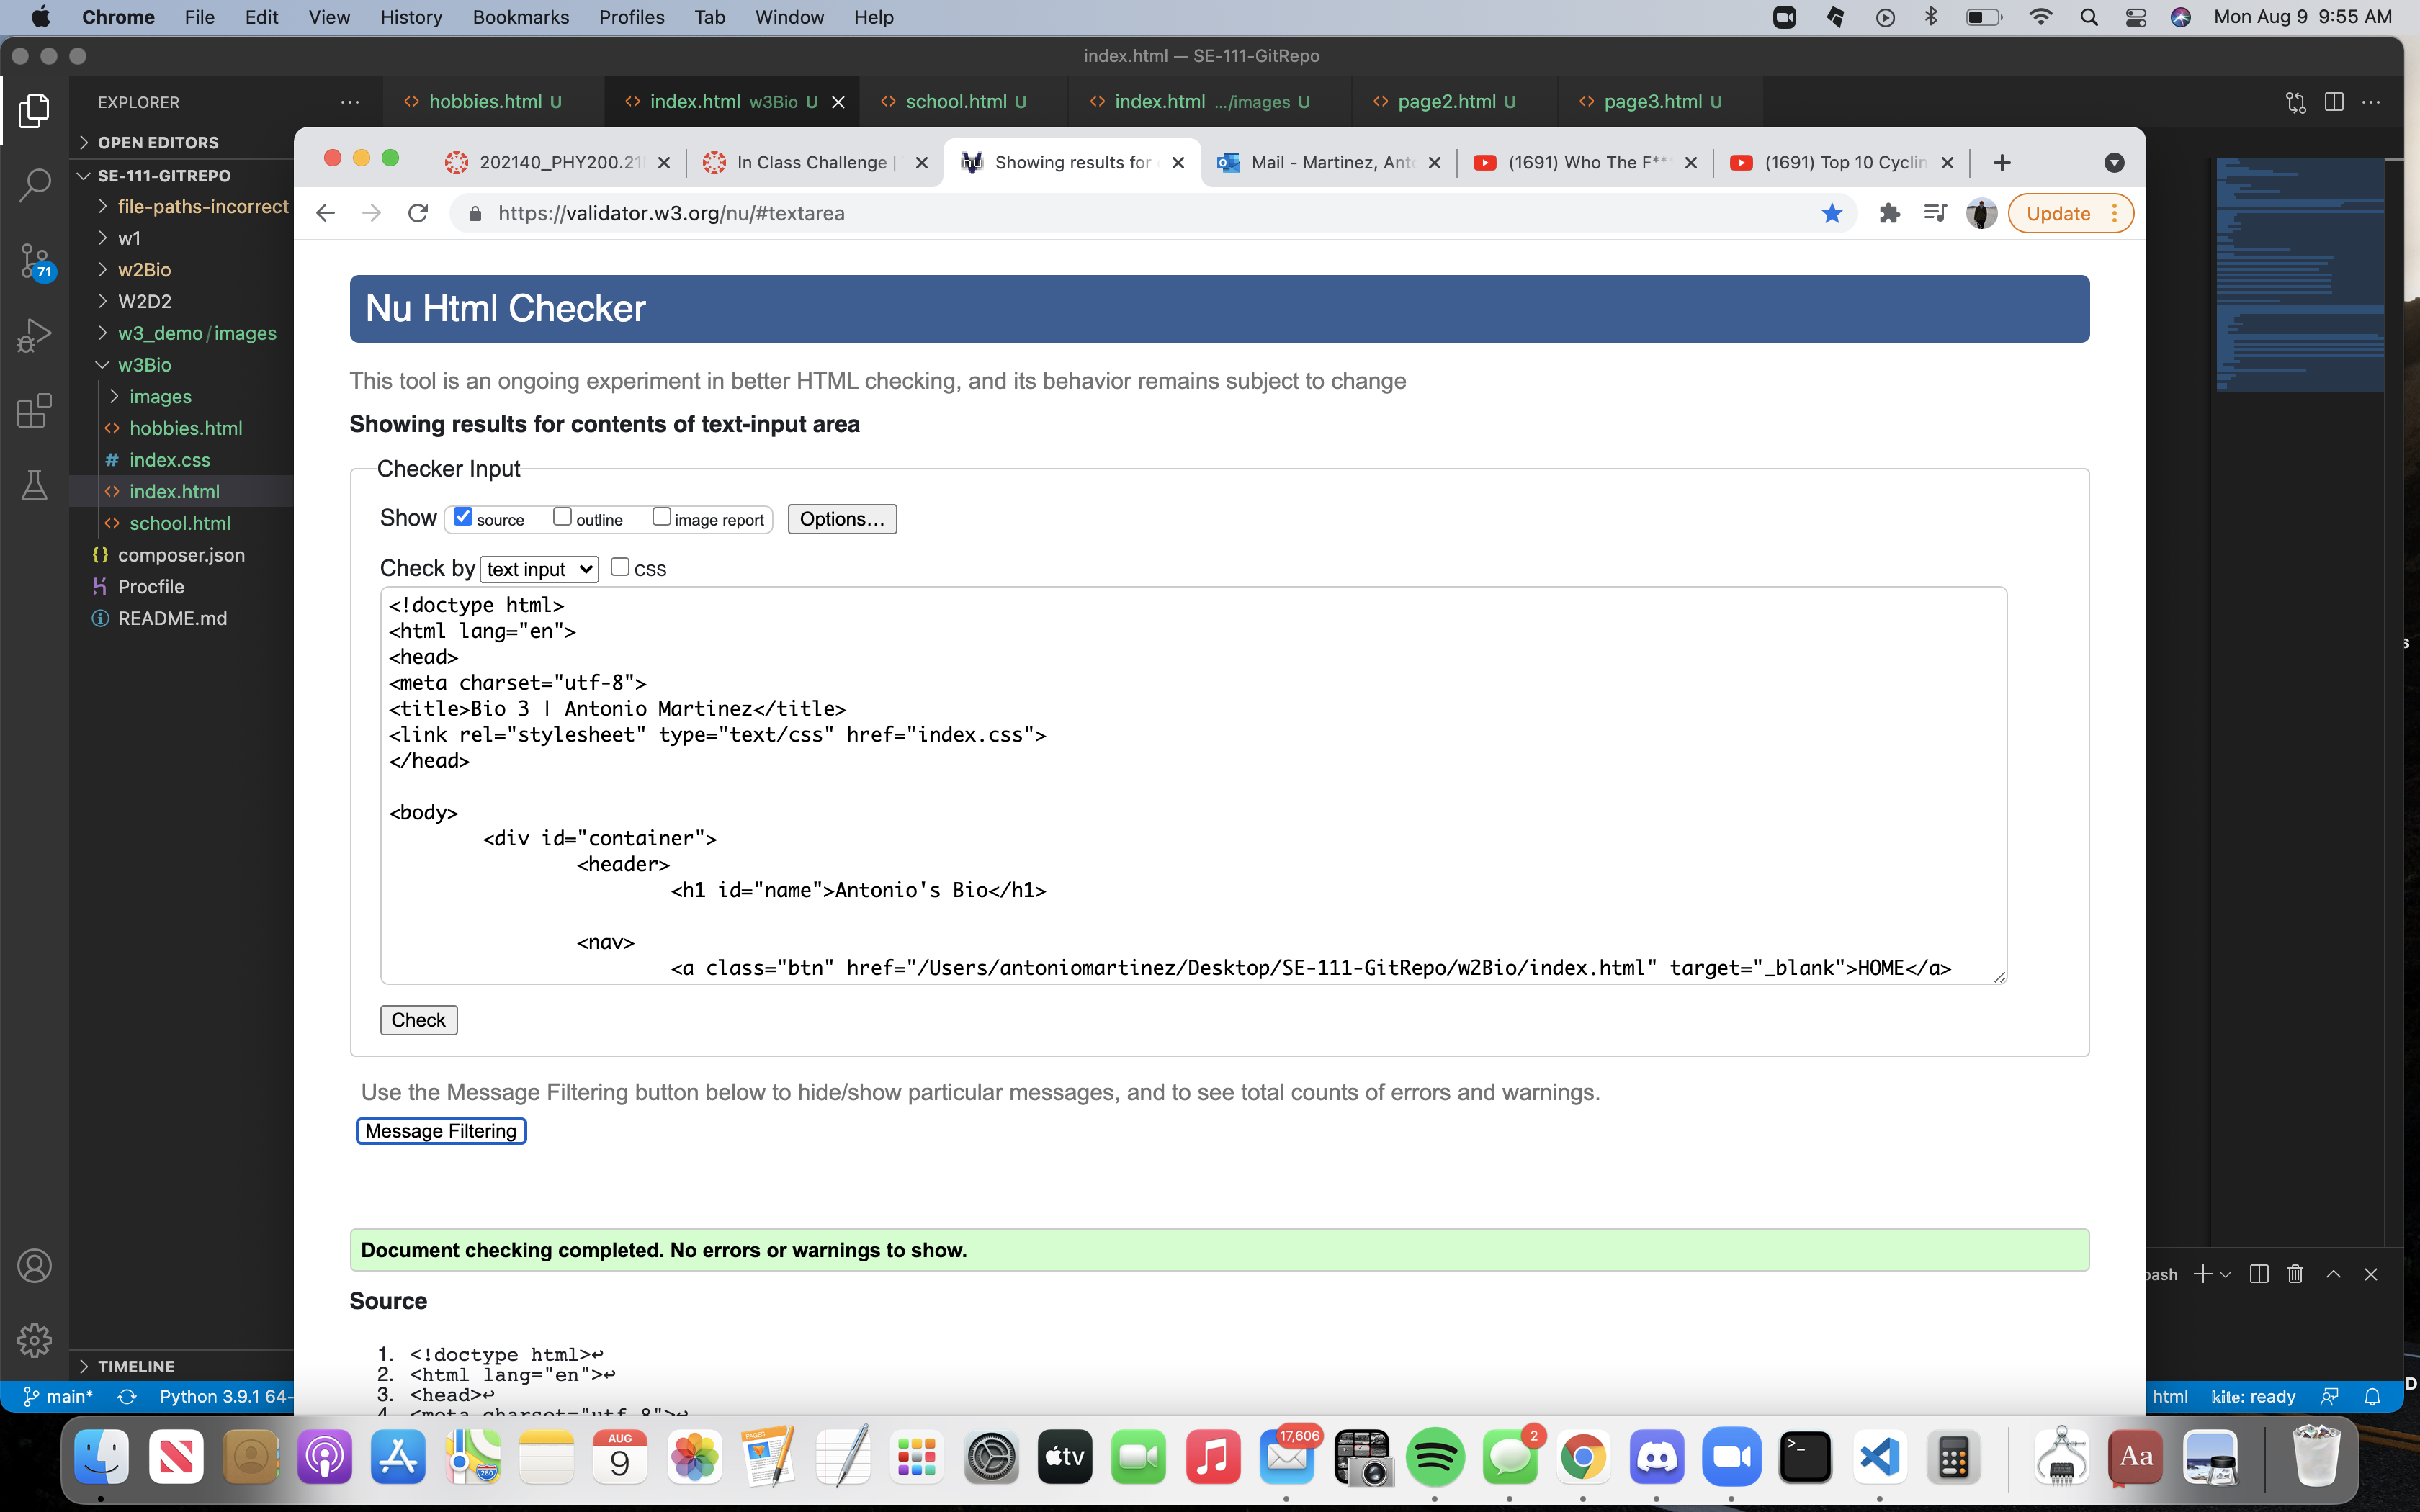 Chrome File Edit View History Bookmarks Profiles Tab Window Help Mon Aug 9 9:55 AM
index.html — SE-111-GitRepo
EXPLORER ··· <> hobbies.html U <> index.html w3Bio U <> school.html U <> index.html .../images U <> page2.html U <> page3.html U ···
OPEN EDITORS
202140_PHY200.21 In Class Challenge | Showing results for Mail - Martinez, Ant (1691) Who The F*** (1691) Top 10 Cyclin
SE-111-GITREPO
file-paths-incorrect
https://validator.w3.org/nu/#textarea Update
w1
w2Bio
71
W2D2
w3_demo/images
w3Bio
images
<> hobbies.html
# index.css
<> index.html
<> school.html
{} composer.json
Procfile
README.md
Nu Html Checker
This tool is an ongoing experiment in better HTML checking, and its behavior remains subject to change
Showing results for contents of text-input area
Checker Input
Show source outline image report Options...
Check by text input CSS
<!doctype html>
<html lang="en">
<head>
<meta charset="utf-8">
<title>Bio 3 | Antonio Martinez</title>
<link rel="stylesheet" type="text/css" href="index.css">
</head>
<body>
<div id="container">
<header>
<h1 id="name">Antonio's Bio</h1>
<nav>
<a class="btn" href="/Users/antoniomartinez/Desktop/SE-111-GitRepo/w2Bio/index.html" target="_blank">HOME</a>
Check
Use the Message Filtering button below to hide/show particular messages, and to see total counts of errors and warnings.
Message Filtering
Document checking completed. No errors or warnings to show.
Source
1. <!doctype html>↩
2. <html lang="en">↩
3. <head>↩
4. <meta charset="utf-8">↩
TIMELINE
main* Python 3.9.1 64- html kite: ready
AUG
9
PAGES
280
tv
17,606
2
>_
Aa